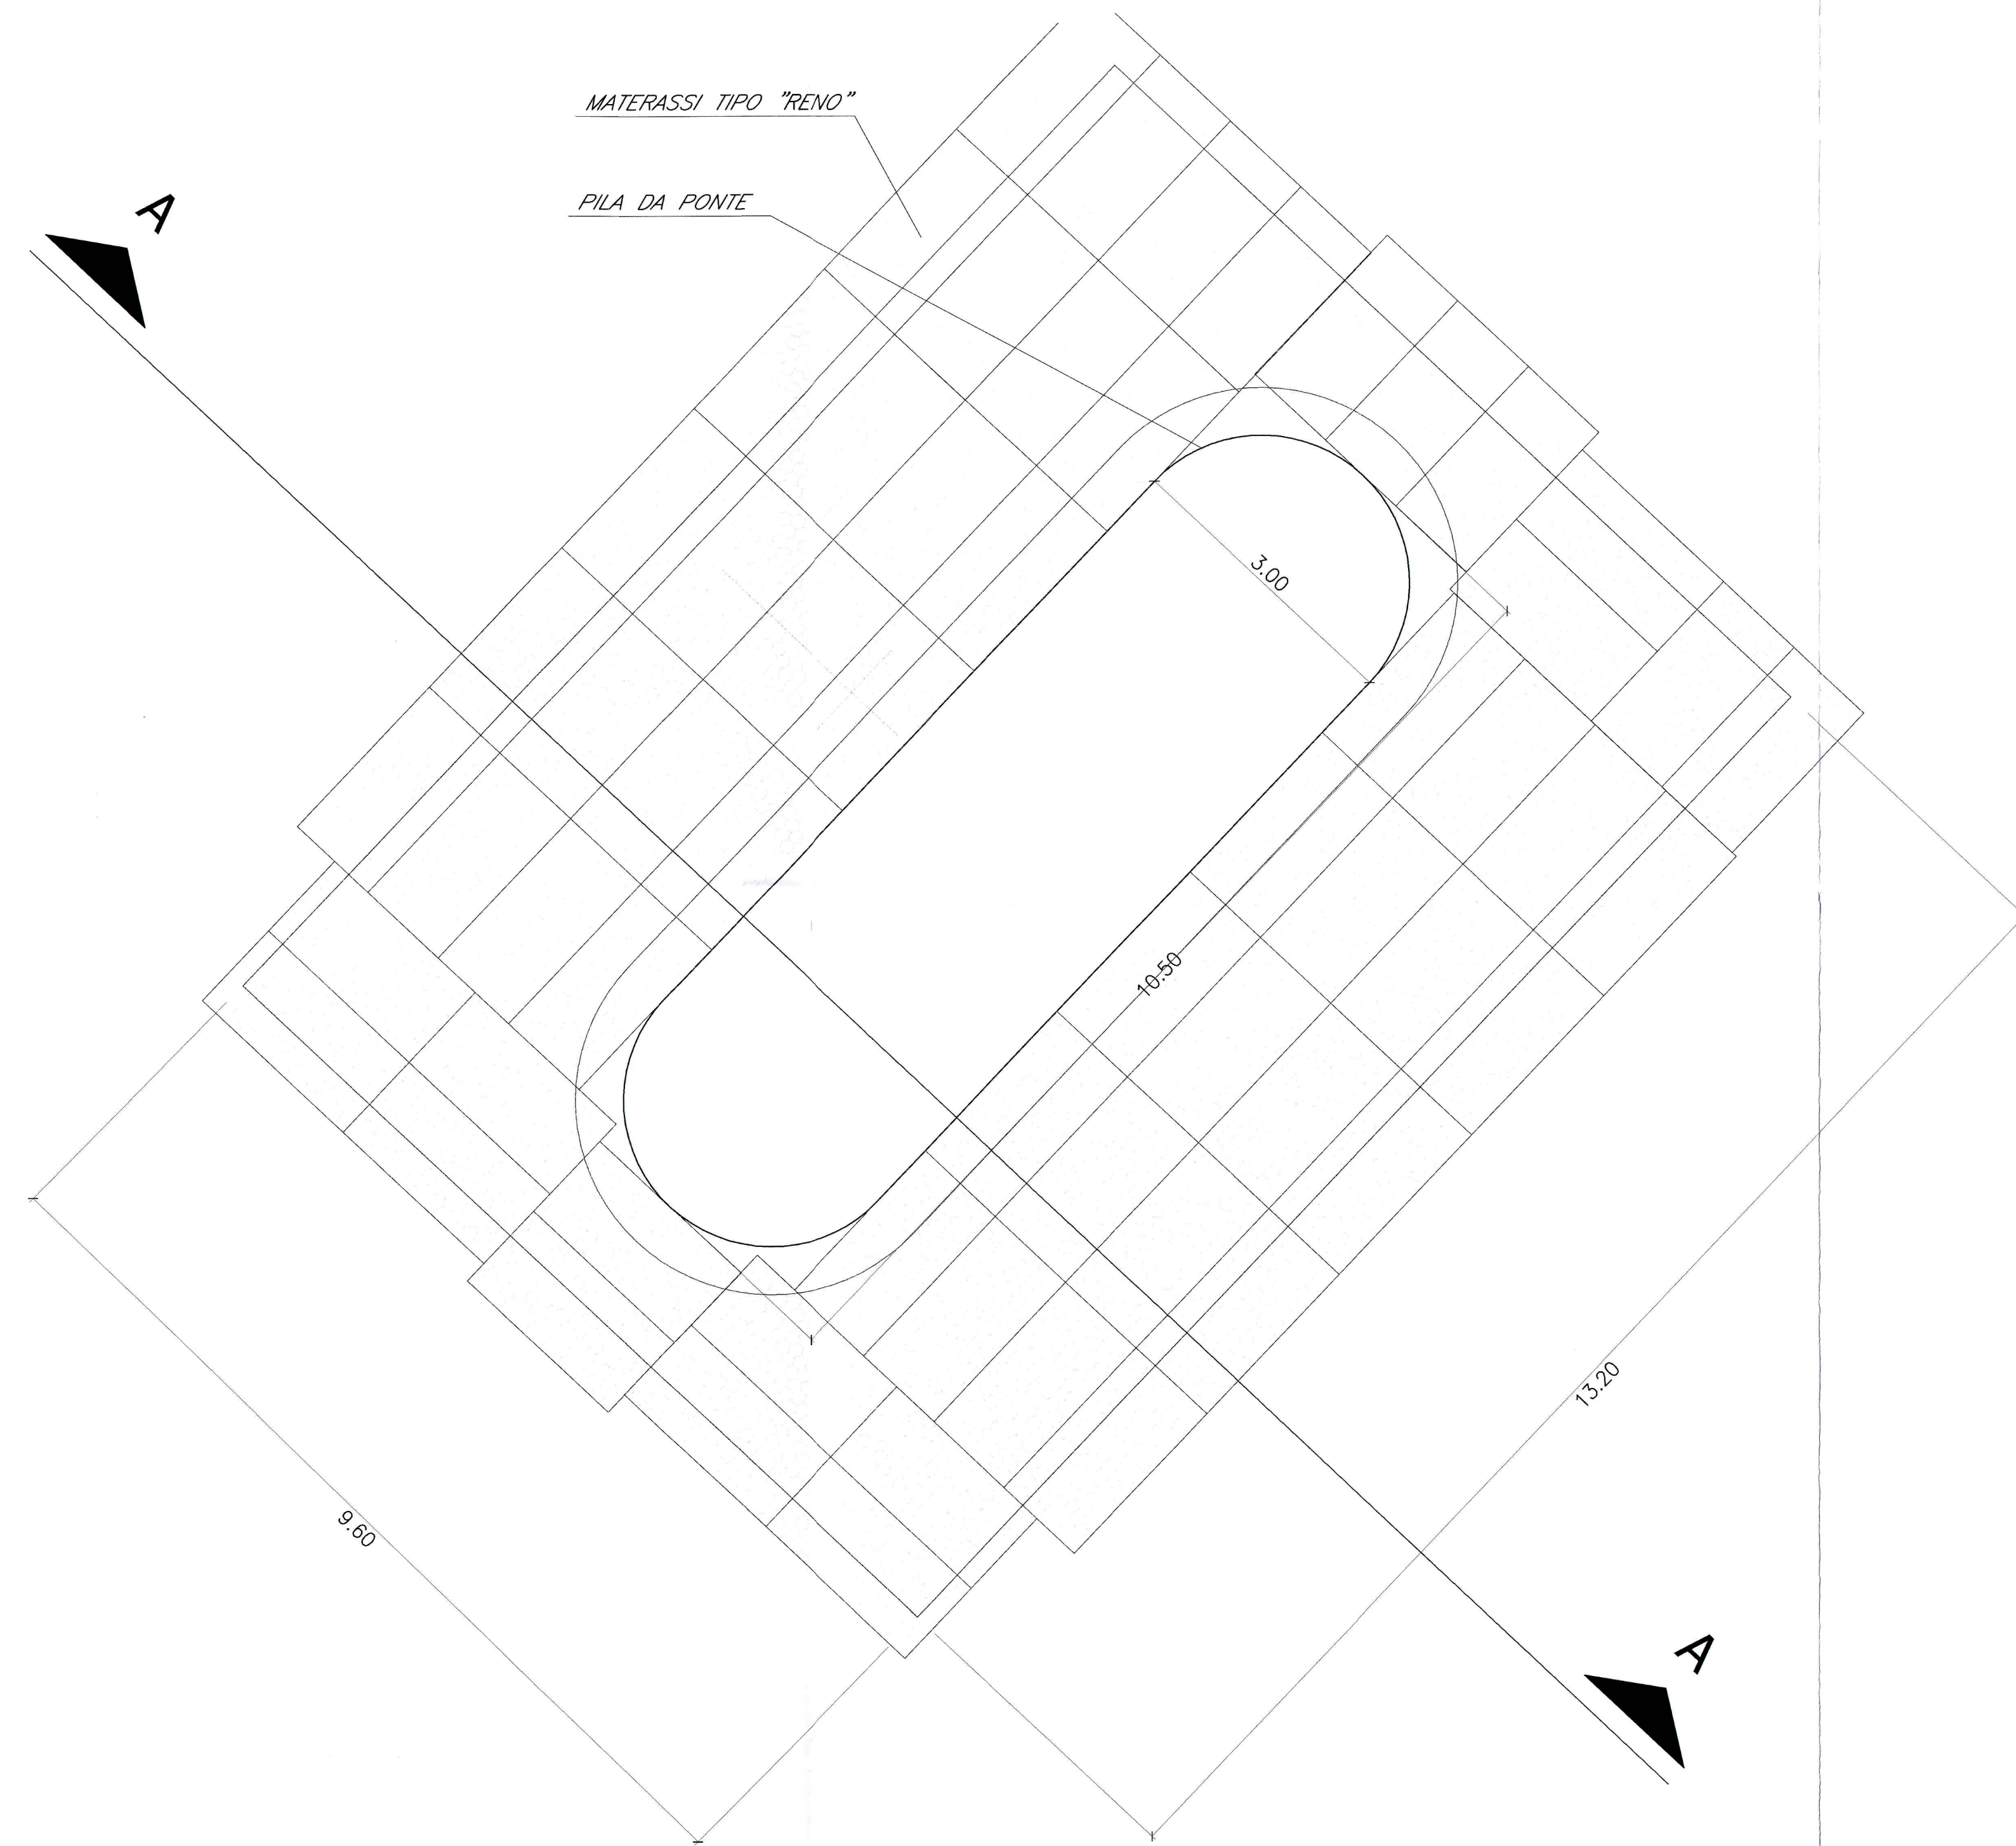 MATERASSI TIPO "RENO"
PILA DA PONTE
A
3.00
10.50
13.20
9.60
A